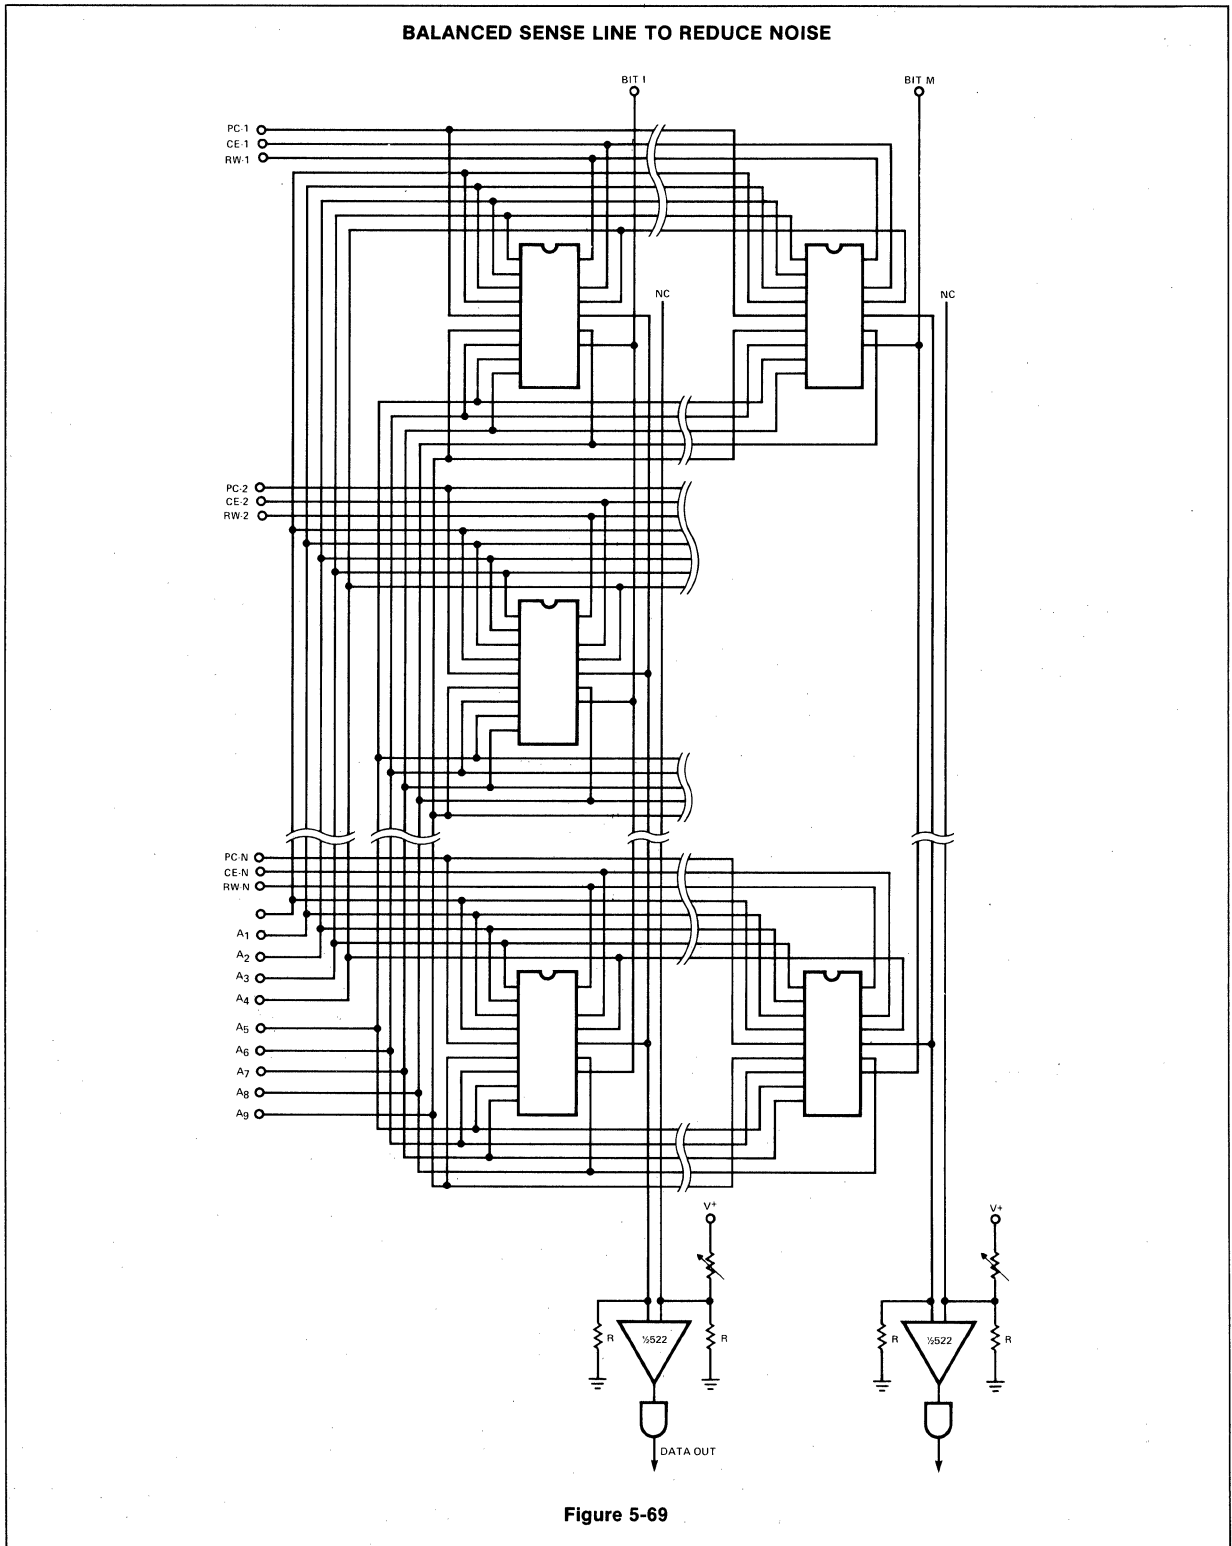 BALANCED SENSE LINE TO REDUCE NOISE
BIT I
BIT M
PC-1
CE-1
RW-1
NC
NC
PC-2
CE-2
RW-2
PC-N
CE-N
RW-N
A1
A2
A3
A4
A5
A6
A7
A8
A9
V+
V+
R
½522
R
R
½522
R
DATA OUT
Figure 5-69